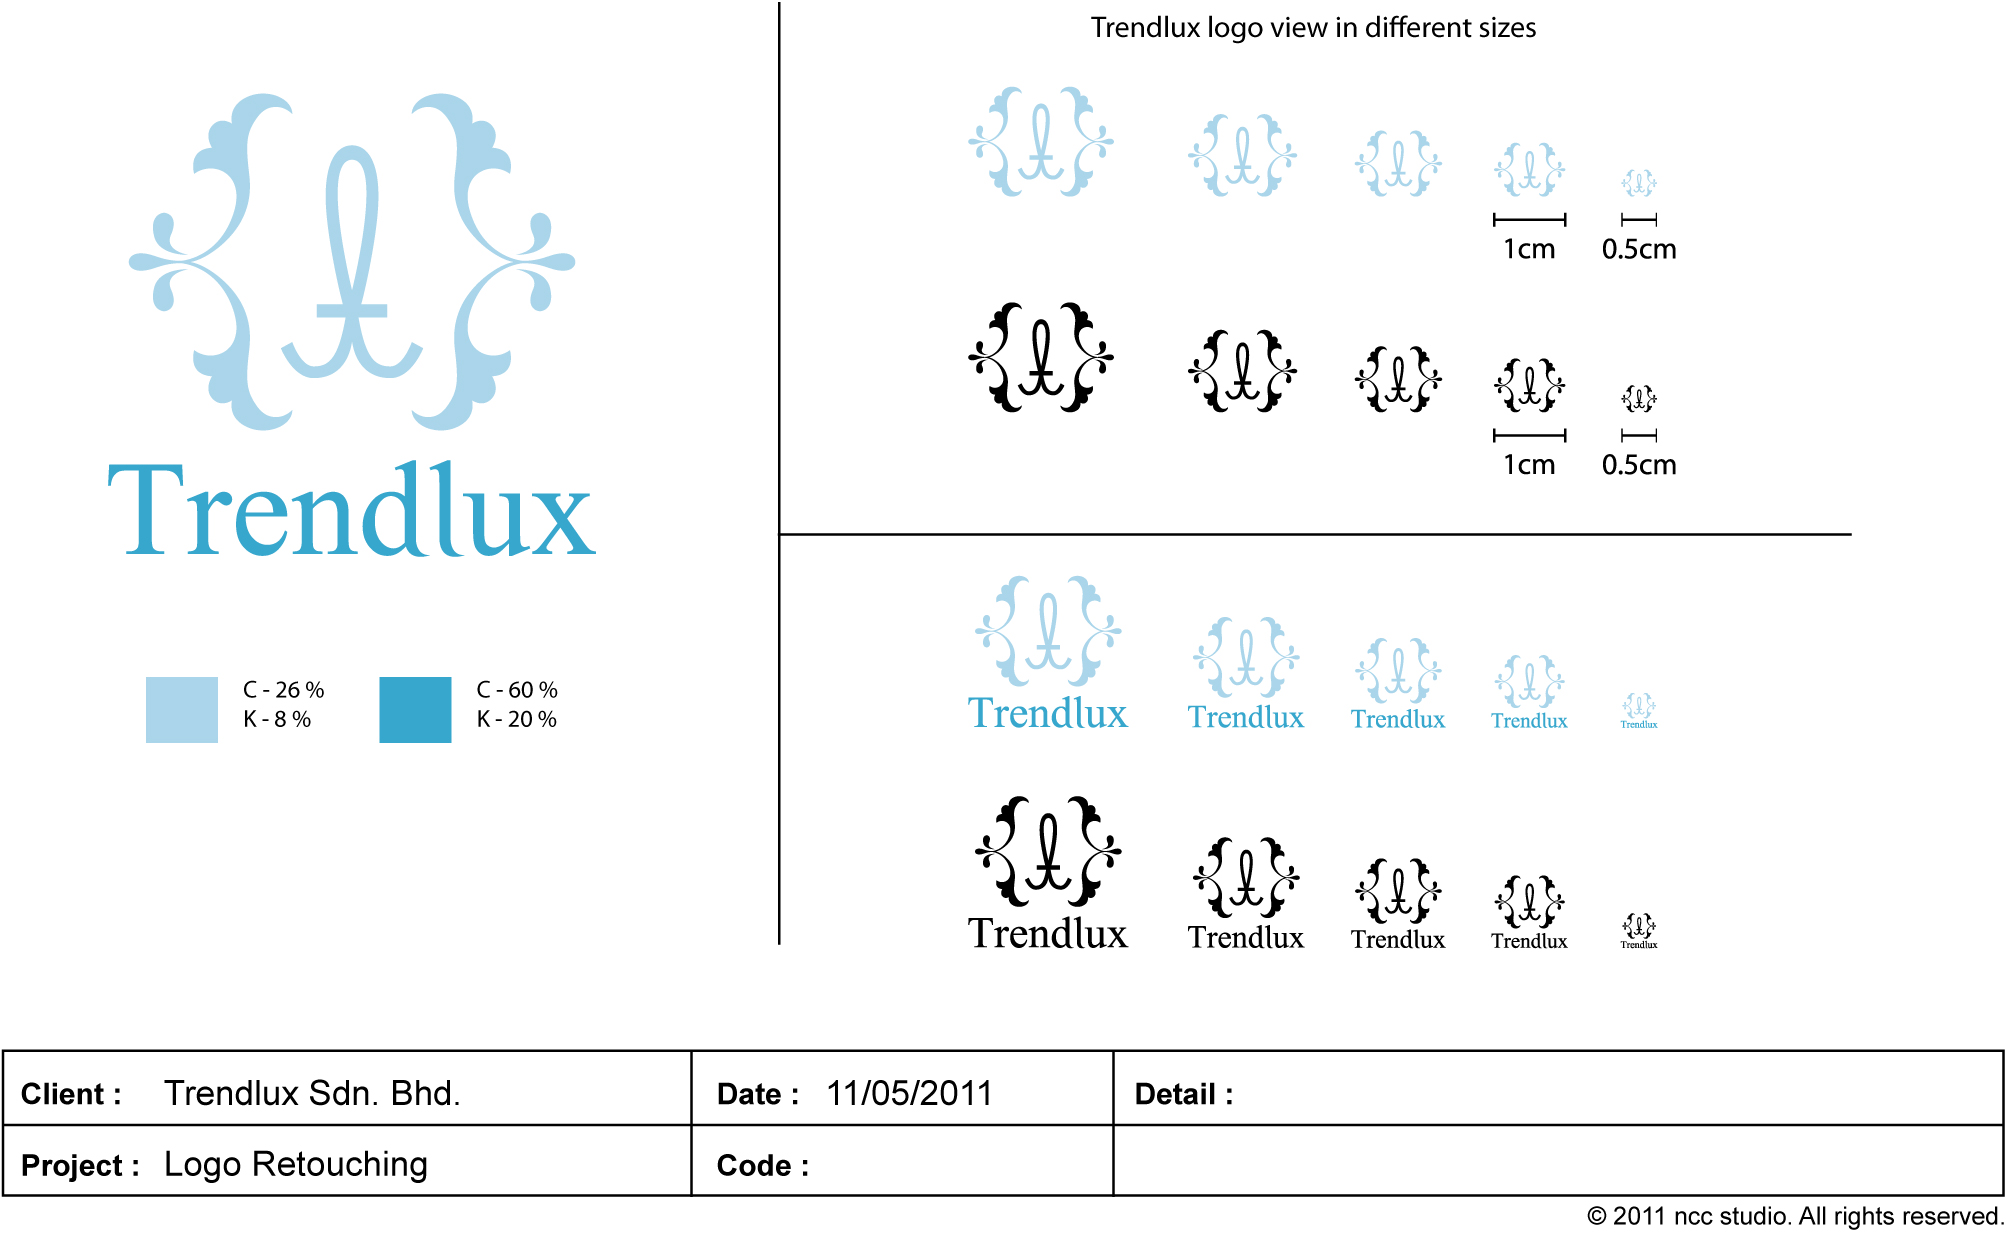 Trendlux
C - 26 %
K - 8 %
C - 60 %
K - 20 %
Trendlux logo view in different sizes
1cm
0.5cm
1cm
0.5cm
Trendlux
Trendlux
Trendlux
Trendlux
Trendlux
Trendlux
Trendlux
Trendlux
Trendlux
Trendlux
Client : Trendlux Sdn. Bhd.
Date : 11/05/2011
Detail :
Project : Logo Retouching
Code :
© 2011 ncc studio. All rights reserved.